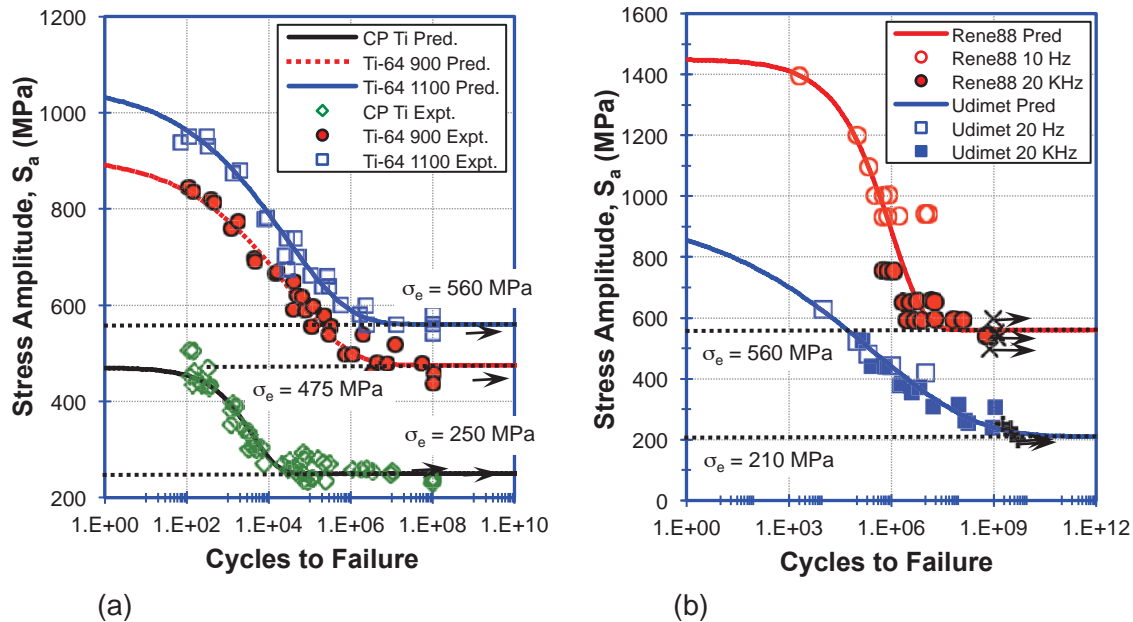 CP Ti Pred.
Ti-64 900 Pred.
Ti-64 1100 Pred.
CP Ti Expt.
Ti-64 900 Expt.
Ti-64 1100 Expt.
1200
1000
800
600
400
200
Stress Amplitude, Sₐ (MPa)
σₑ = 560 MPa
σₑ = 475 MPa
σₑ = 250 MPa
1.E+00 1.E+02 1.E+04 1.E+06 1.E+08 1.E+10
Cycles to Failure
(a)
Rene88 Pred
Rene88 10 Hz
Rene88 20 KHz
Udimet Pred
Udimet 20 Hz
Udimet 20 KHz
1600
1400
1200
1000
800
600
400
200
0
Stress Amplitude, Sₐ (MPa)
σₑ = 560 MPa
σₑ = 210 MPa
1.E+00 1.E+03 1.E+06 1.E+09 1.E+12
Cycles to Failure
(b)